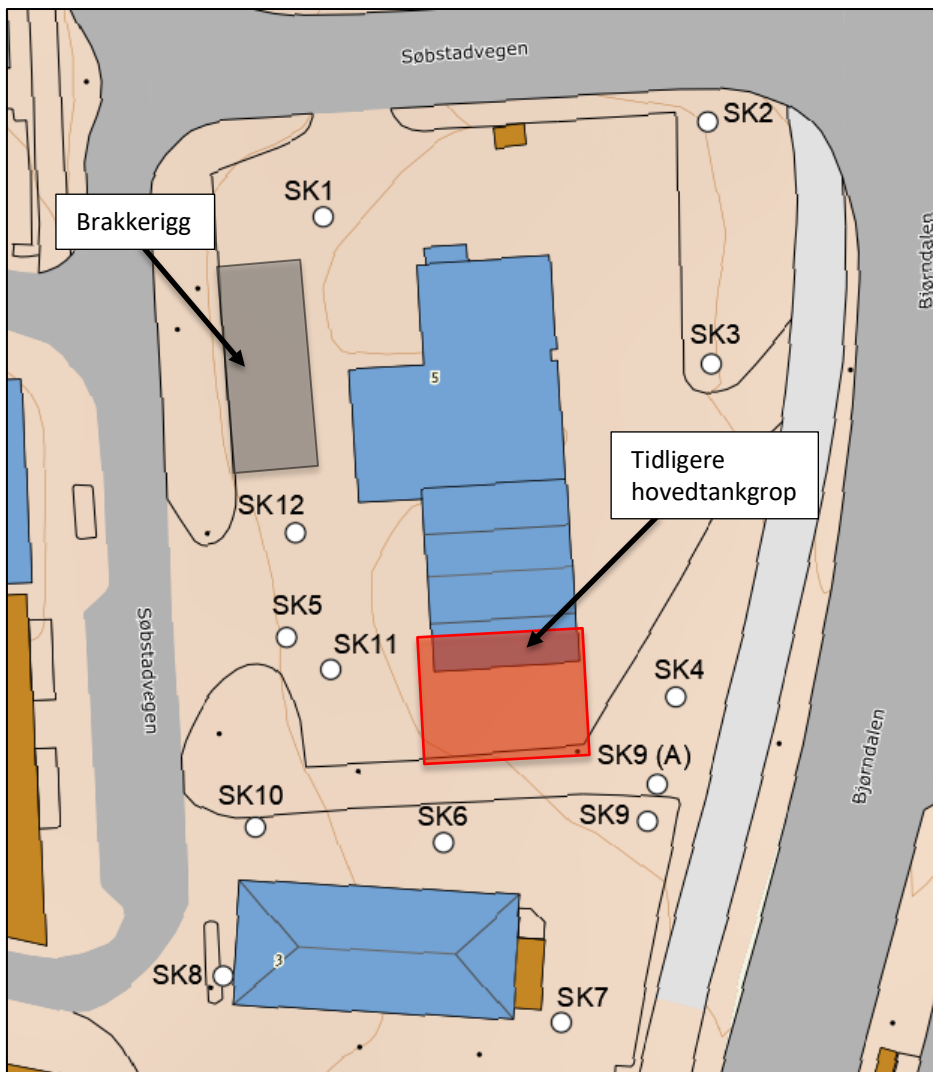 Søbstadvegen
SK2
SK1
Brakkerigg
Bjørndalen
SK3
5
Tidligere
hovedtankgrop
SK12
SK5
SK11
Søbstadvegen
SK4
SK9 (A)
Bjørndalen
SK10
SK6
SK9
3
SK8
SK7